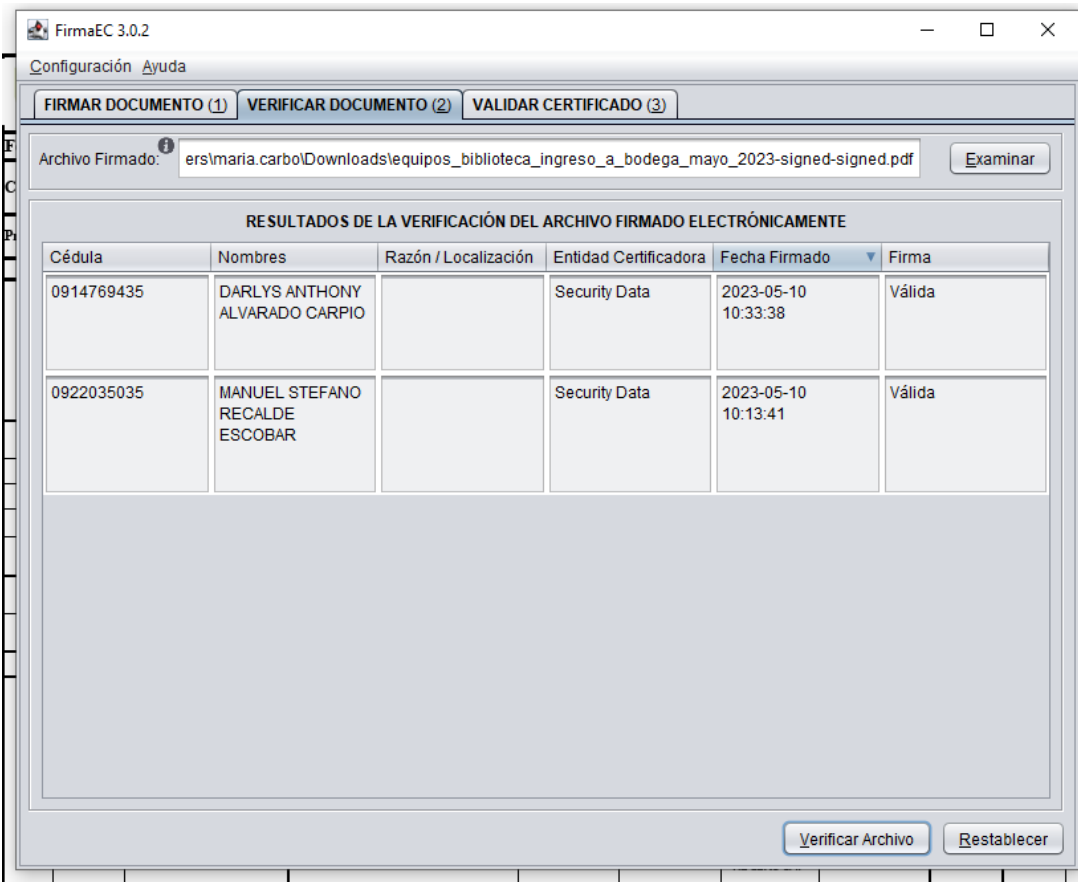 FirmaEC 3.0.2
Configuración Ayuda
FIRMAR DOCUMENTO (1) VERIFICAR DOCUMENTO (2) VALIDAR CERTIFICADO (3)
Archivo Firmado: ers\maria.carbo\Downloads\equipos_biblioteca_ingreso_a_bodega_mayo_2023-signed-signed.pdf Examinar
RESULTADOS DE LA VERIFICACIÓN DEL ARCHIVO FIRMADO ELECTRÓNICAMENTE
Cédula Nombres Razón / Localización Entidad Certificadora Fecha Firmado Firma
0914769435 DARLYS ANTHONY Security Data 2023-05-10 Válida
ALVARADO CARPIO 10:33:38
0922035035 MANUEL STEFANO Security Data 2023-05-10 Válida
RECALDE 10:13:41
ESCOBAR
Verificar Archivo Restablecer